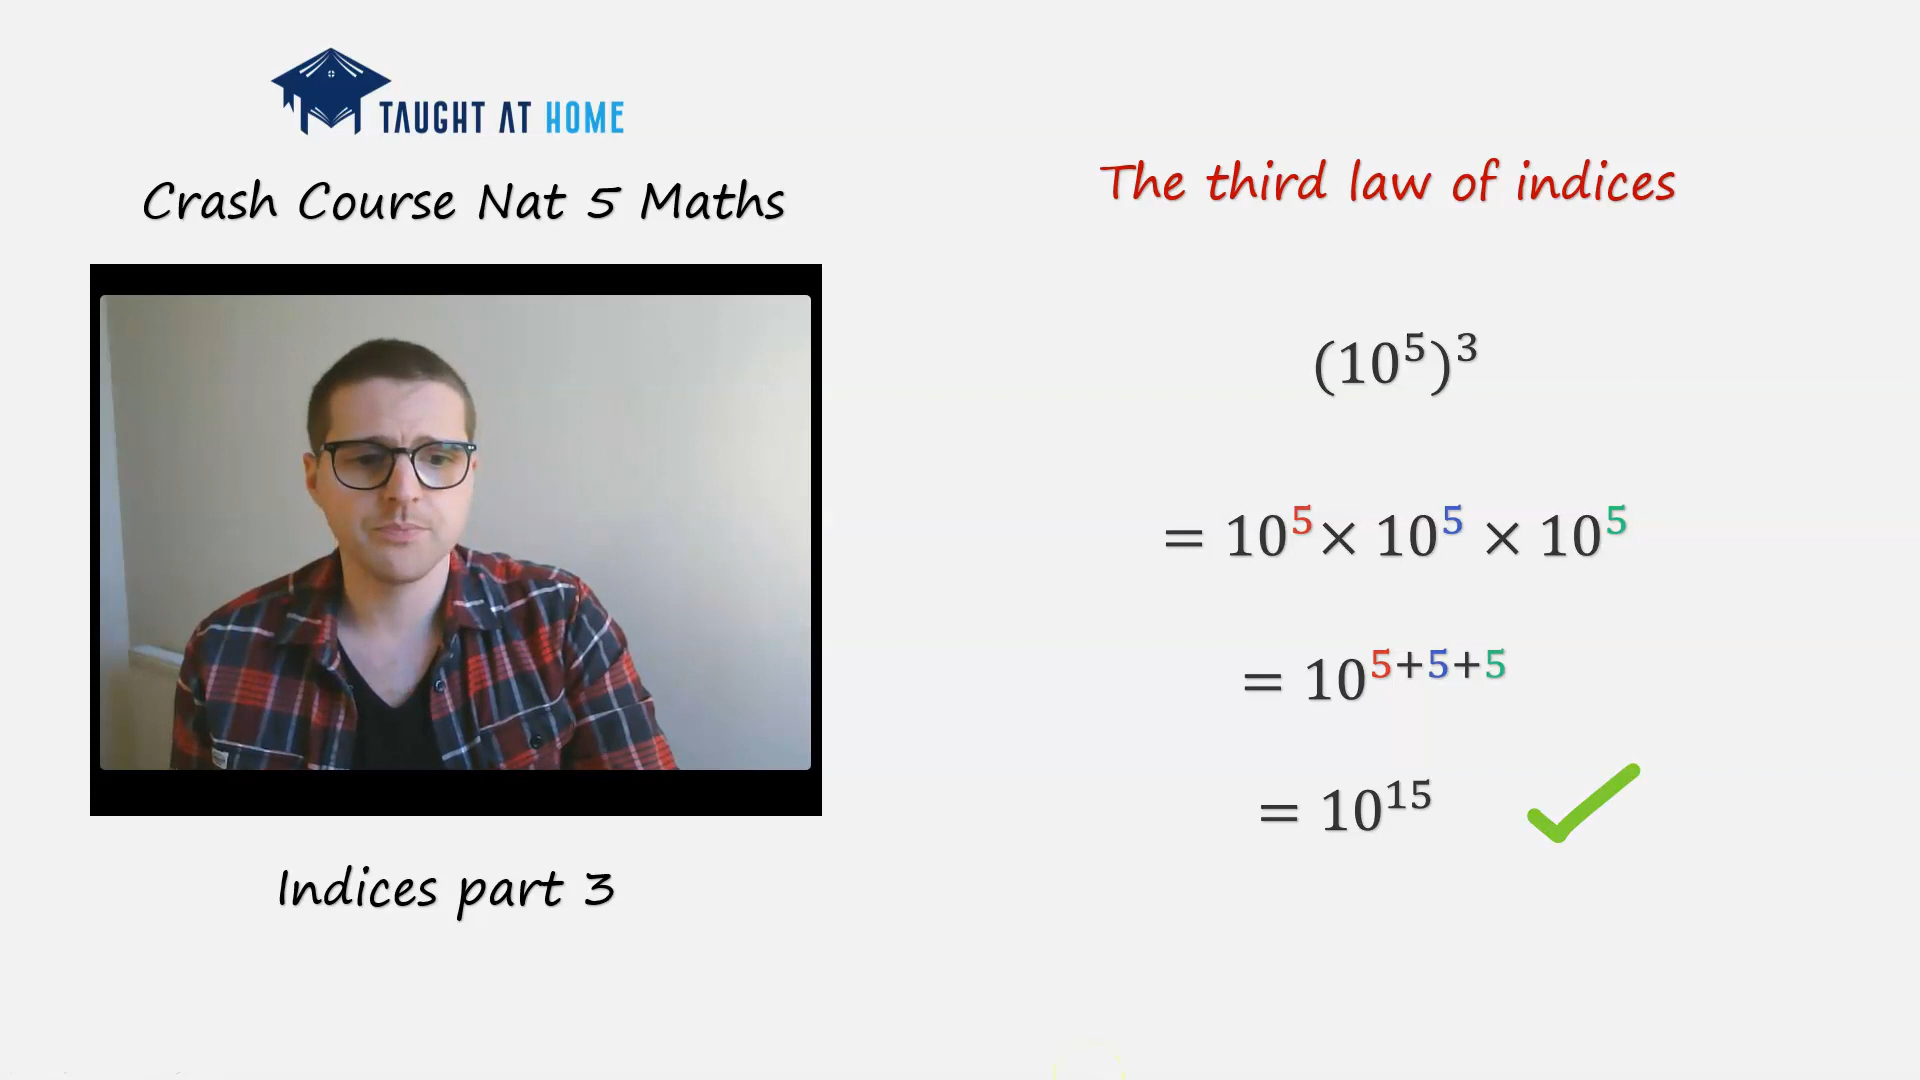 TAUGHT AT HOME
Crash Course Nat 5 Maths
Indices part 3
The third law of indices
(10⁵)³
= 10⁵ × 10⁵ × 10⁵
= 10⁵⁺⁵⁺⁵
= 10¹⁵